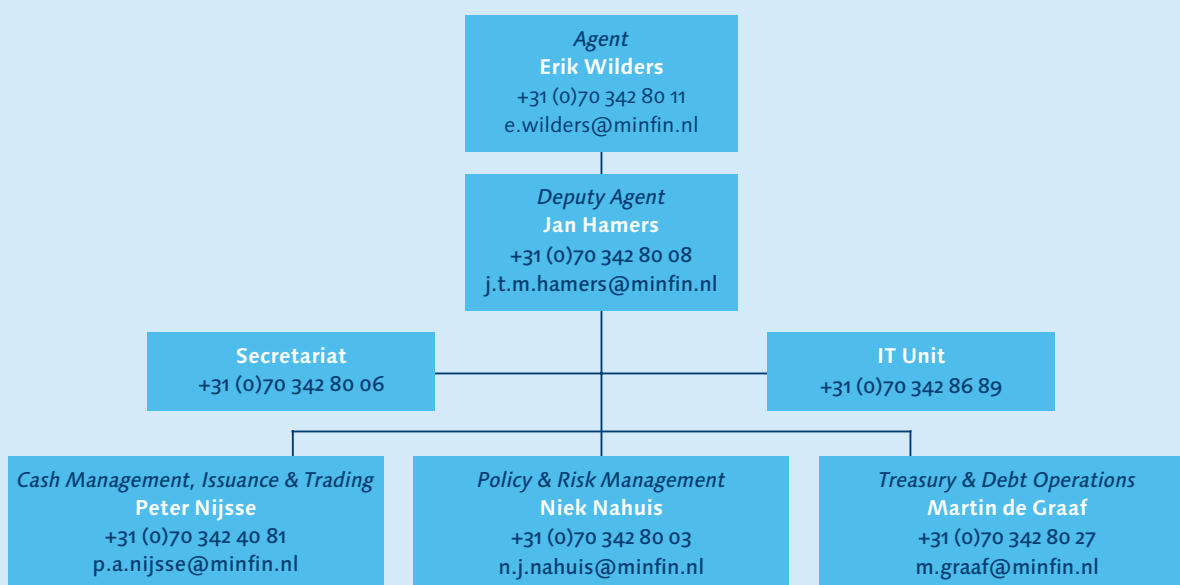 Agent
Erik Wilders
+31 (0)70 342 80 11
e.wilders@minfin.nl
Deputy Agent
Jan Hamers
+31 (0)70 342 80 08
j.t.m.hamers@minfin.nl
Secretariat
+31 (0)70 342 80 06
IT Unit
+31 (0)70 342 86 89
Cash Management, Issuance & Trading
Peter Nijsse
+31 (0)70 342 40 81
p.a.nijsse@minfin.nl
Policy & Risk Management
Niek Nahuis
+31 (0)70 342 80 03
n.j.nahuis@minfin.nl
Treasury & Debt Operations
Martin de Graaf
+31 (0)70 342 80 27
m.graaf@minfin.nl